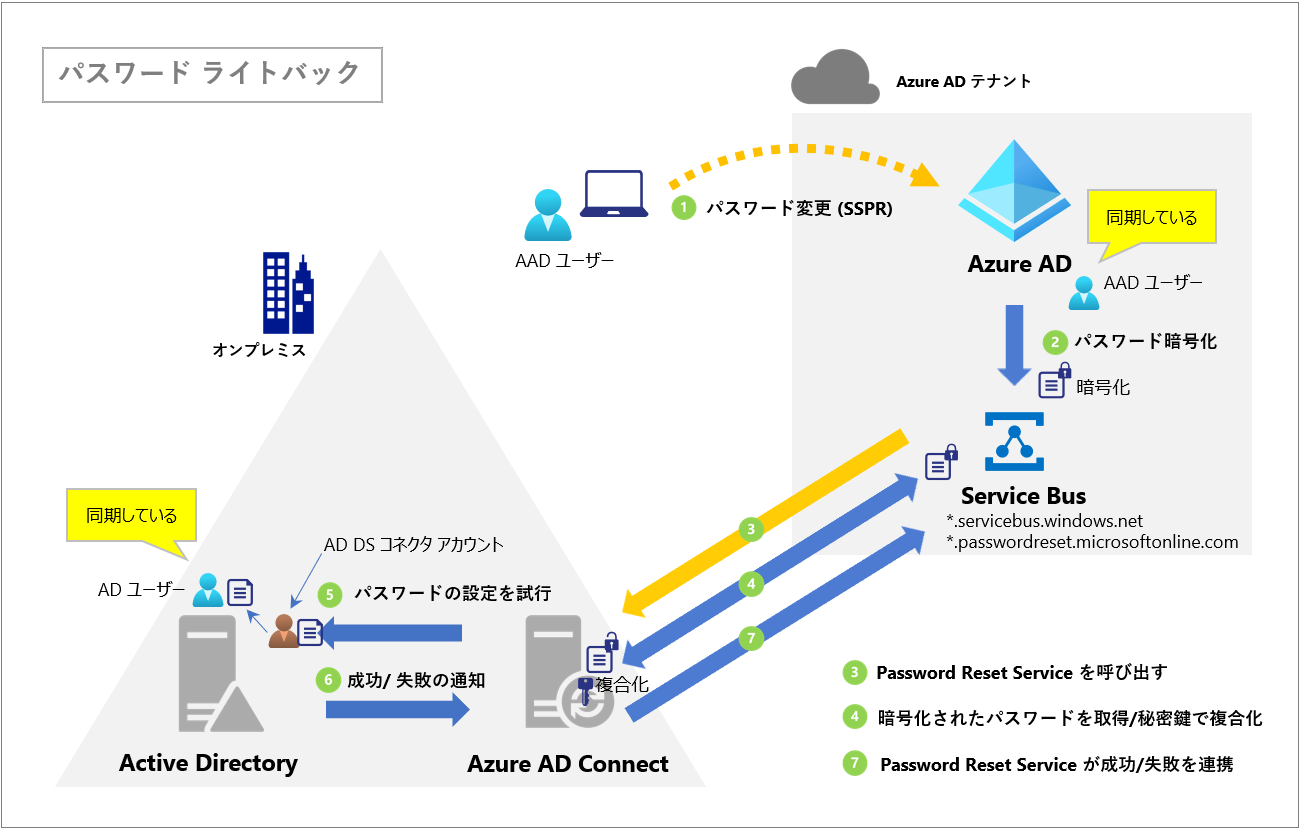 パスワード ライトバック
Azure AD テナント
1 パスワード変更 (SSPR)
AAD ユーザー
同期している
Azure AD
AAD ユーザー
2 パスワード暗号化
暗号化
オンプレミス
Service Bus
*.servicebus.windows.net
*.passwordreset.microsoftonline.com
3
4
7
同期している
AD DS コネクタ アカウント
AD ユーザー
5 パスワードの設定を試行
6 成功/ 失敗の通知
複合化
Active Directory
Azure AD Connect
3 Password Reset Service を呼び出す
4 暗号化されたパスワードを取得/秘密鍵で複合化
7 Password Reset Service が成功/失敗を連携